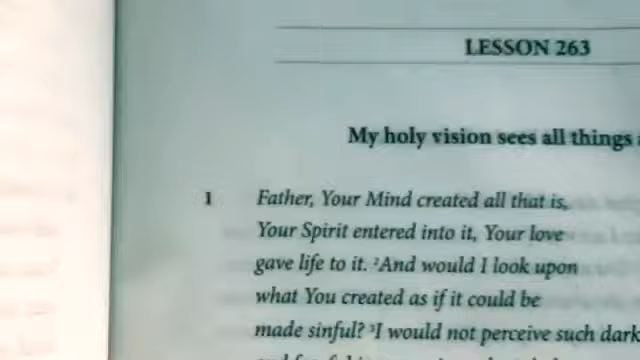 LESSON 263
My holy vision sees all things
1 Father, Your Mind created all that is,
Your Spirit entered into it, Your love
gave life to it. ²And would I look upon
what You created as if it could be
made sinful? ³I would not perceive such dark